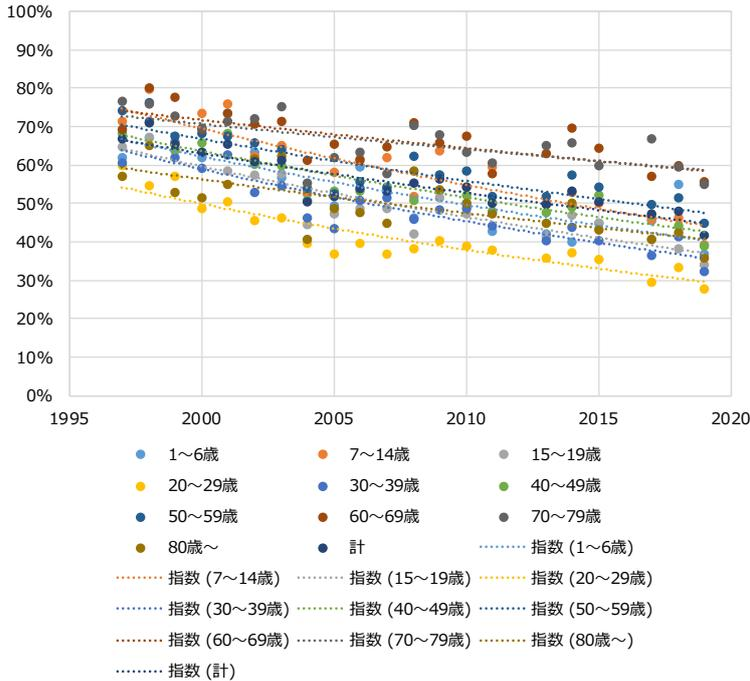 100%
90%
80%
70%
60%
50%
40%
30%
20%
10%
0%
1995 2000 2005 2010 2015 2020
1～6歳 7～14歳 15～19歳
20～29歳 30～39歳 40～49歳
50～59歳 60～69歳 70～79歳
80歳～ 計 指数 (1～6歳)
指数 (7～14歳) 指数 (15～19歳) 指数 (20～29歳)
指数 (30～39歳) 指数 (40～49歳) 指数 (50～59歳)
指数 (60～69歳) 指数 (70～79歳) 指数 (80歳～)
指数 (計)